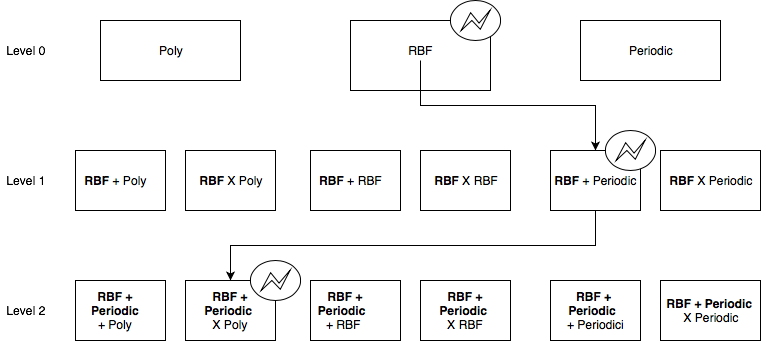 Level 0
Poly
RBF
Periodic
Level 1
RBF + Poly
RBF X Poly
RBF + RBF
RBF X RBF
RBF + Periodic
RBF X Periodic
Level 2
RBF +
Periodic
+ Poly
RBF +
Periodic
X Poly
RBF +
Periodic
+ RBF
RBF +
Periodic
X RBF
RBF +
Periodic
+ Periodici
RBF + Periodic
X Periodic